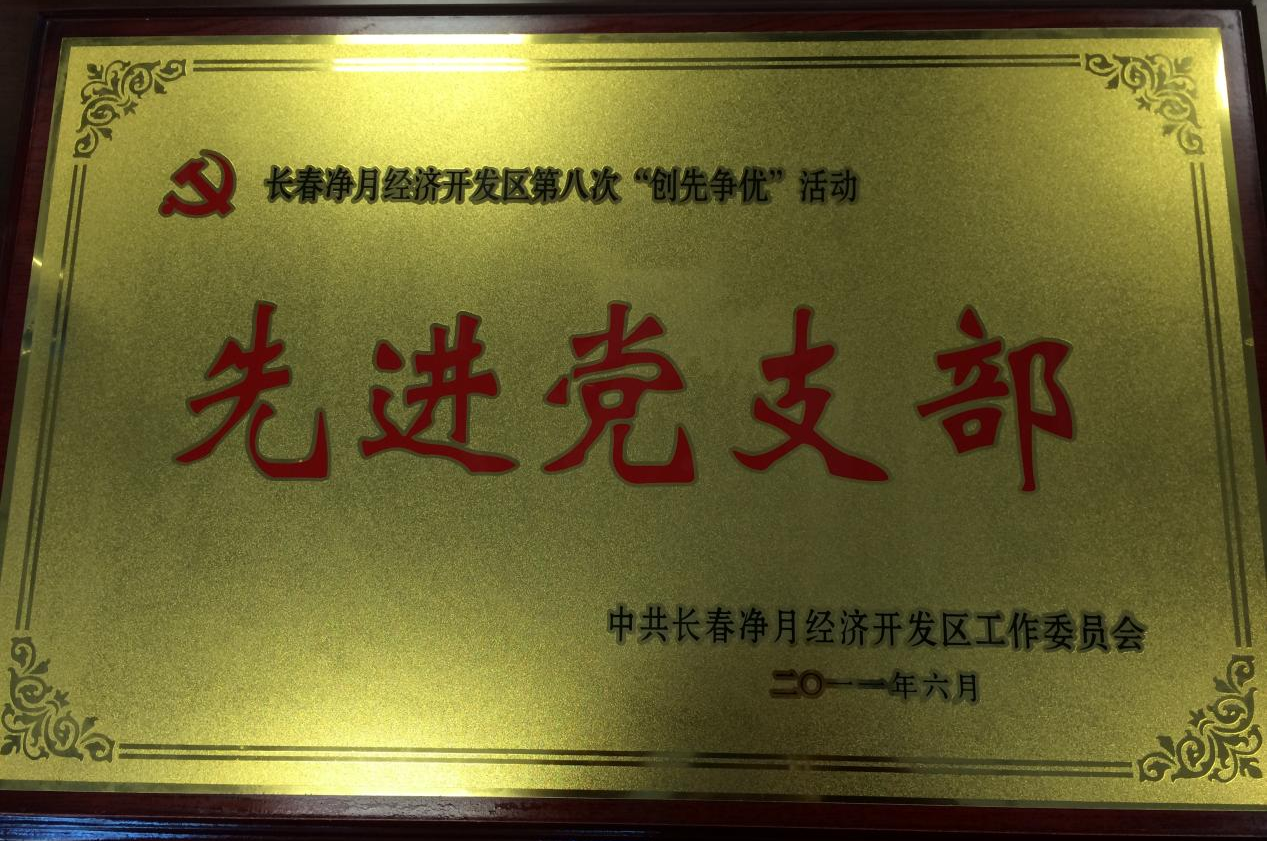 长春净月经济开发区第八次“创先争优”活动
先进党支部
中共长春净月经济开发区工作委员会
二〇一一年六月